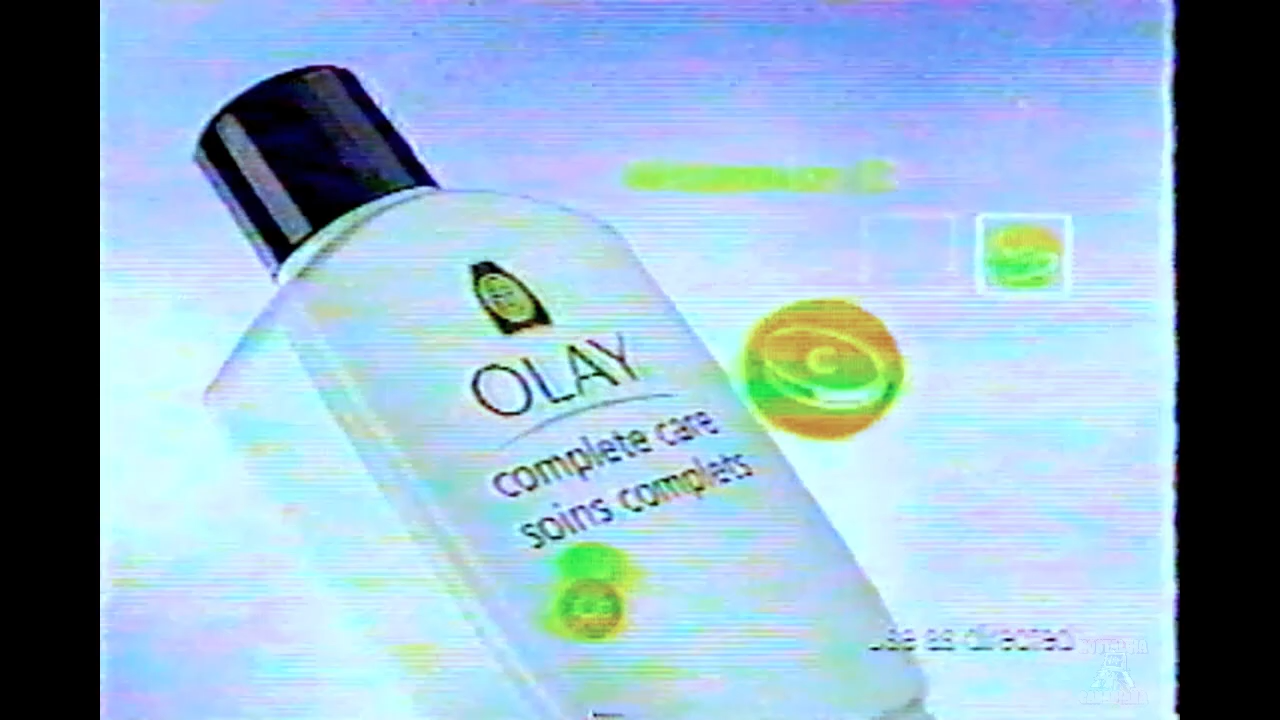 OLAY
complete care
soins complets
use as directed